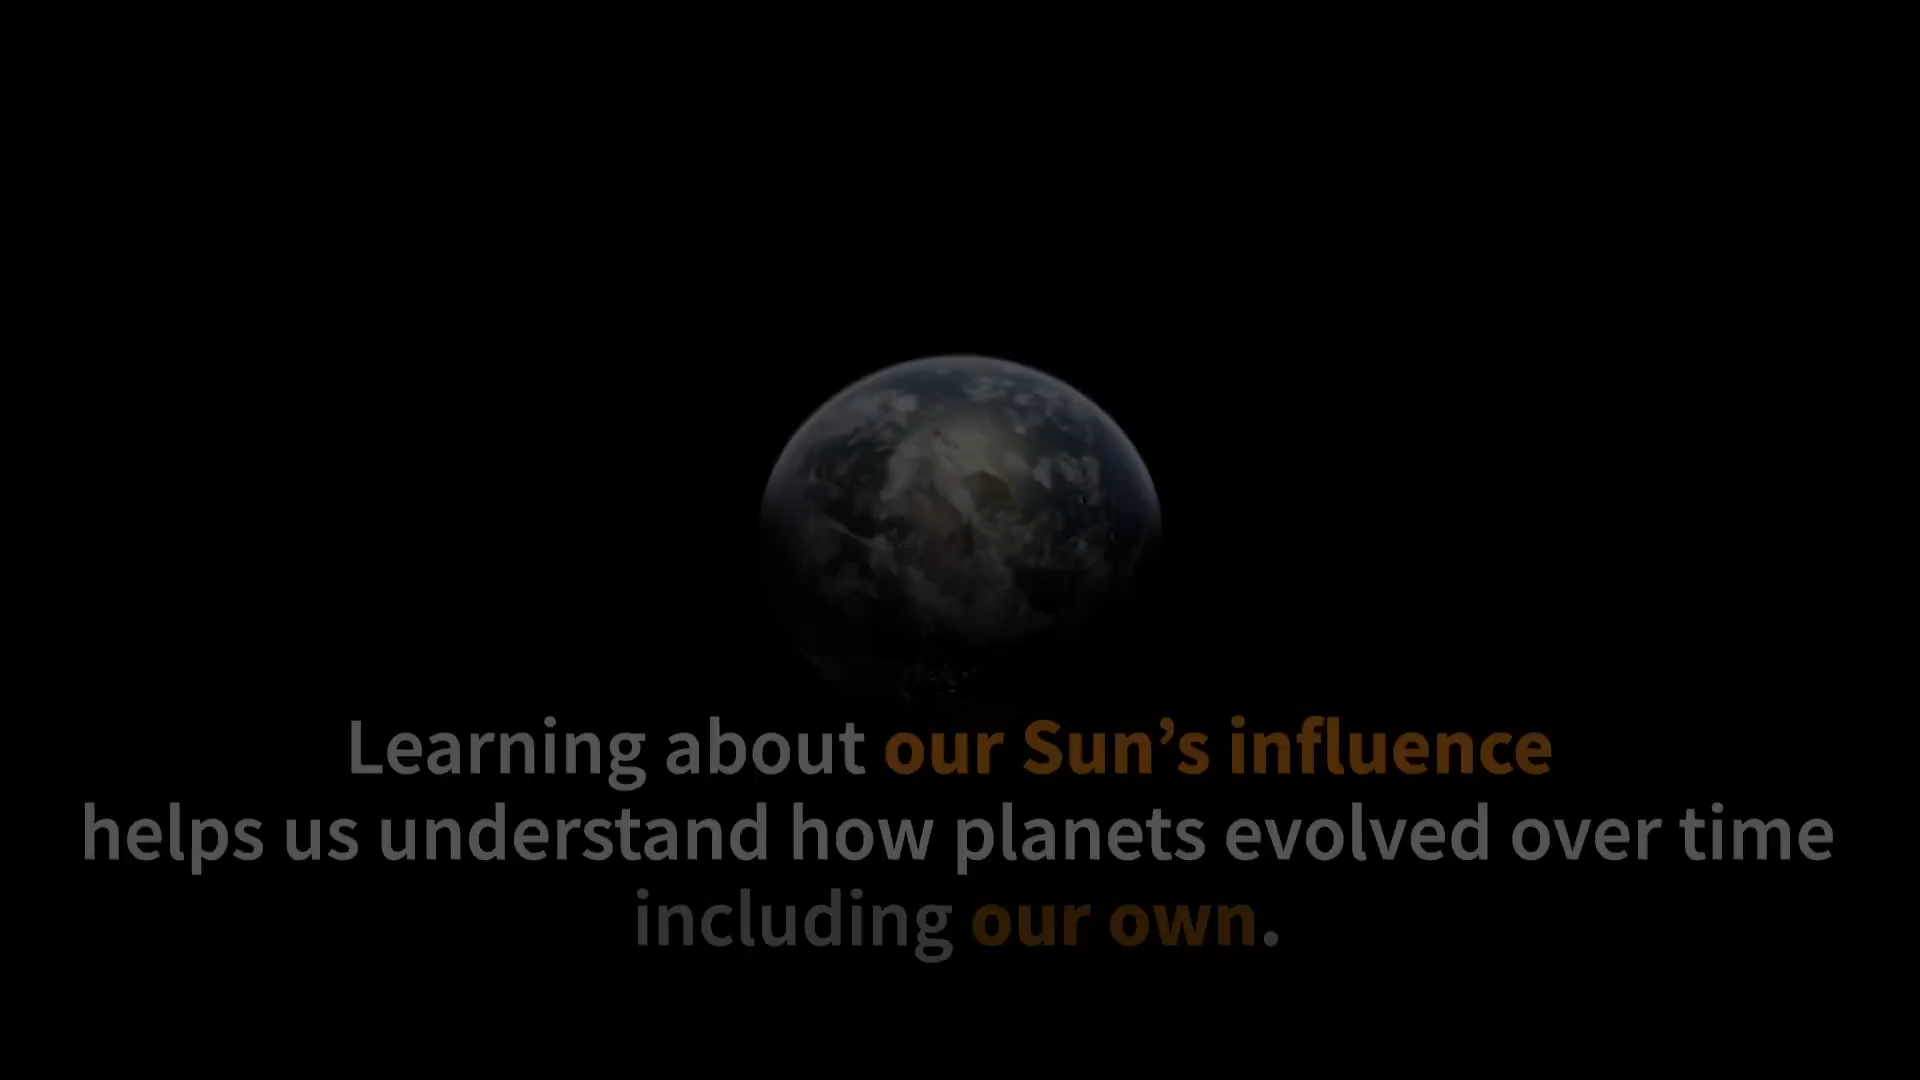 Learning about our Sun’s influence
helps us understand how planets evolved over time
including our own.